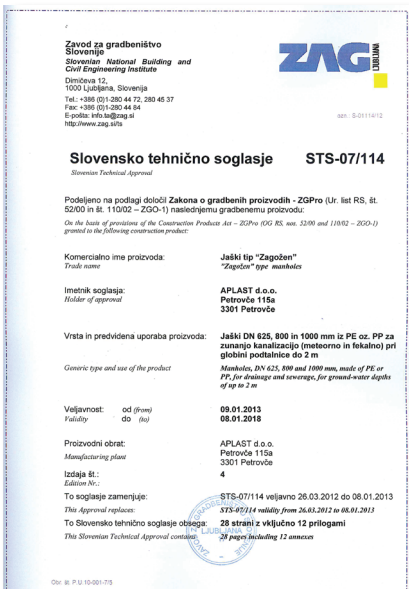 Zavod za gradbeništvo
Slovenije
Slovenian National Building and
Civil Engineering Institute
Dimičeva 12,
1000 Ljubljana, Slovenija
Tel.: +386 (0)1-280 44 72, 280 45 37
Fax: +386 (0)1-280 44 84
E-pošta: info.ta@zag.si
http://www.zag.si/ts
ZAG
LJUBLJANA
ozn.: S-01114/12
Slovensko tehnično soglasje STS-07/114
Slovenian Technical Approval
Podeljeno na podlagi določil Zakona o gradbenih proizvodih - ZGPro (Ur. list RS, št.
52/00 in št. 110/02 – ZGO-1) naslednjemu gradbenemu proizvodu:
On the basis of provisions of the Construction Products Act – ZGPro (OG RS, nos. 52/00 and 110/02 – ZGO-1)
granted to the following construction product:
Komercialno ime proizvoda: Jaški tip "Zagožen"
Trade name "Zagožen" type manholes
Imetnik soglasja: APLAST d.o.o.
Holder of approval Petrovče 115a
3301 Petrovče
Vrsta in predvidena uporaba proizvoda: Jaški DN 625, 800 in 1000 mm iz PE oz. PP za
zunanjo kanalizacijo (meteorno in fekalno) pri
globini podtalnice do 2 m
Generic type and use of the product Manholes, DN 625, 800 and 1000 mm, made of PE or
PP, for drainage and sewerage, for ground-water depths
of up to 2 m
Veljavnost: od (from) 09.01.2013
Validity do (to) 08.01.2018
Proizvodni obrat: APLAST d.o.o.
Manufacturing plant Petrovče 115a
3301 Petrovče
Izdaja št.: 4
Edition Nr.:
To soglasje zamenjuje: STS-07/114 veljavno 26.03.2012 do 08.01.2013
This Approval replaces: STS-07/114 validity from 26.03.2012 to 08.01.2013
To Slovensko tehnično soglasje obsega: 28 strani z vključno 12 prilogami
This Slovenian Technical Approval contains: 28 pages including 12 annexes
LJUBLJANA
Obr. št. P.U.10-001-7/8